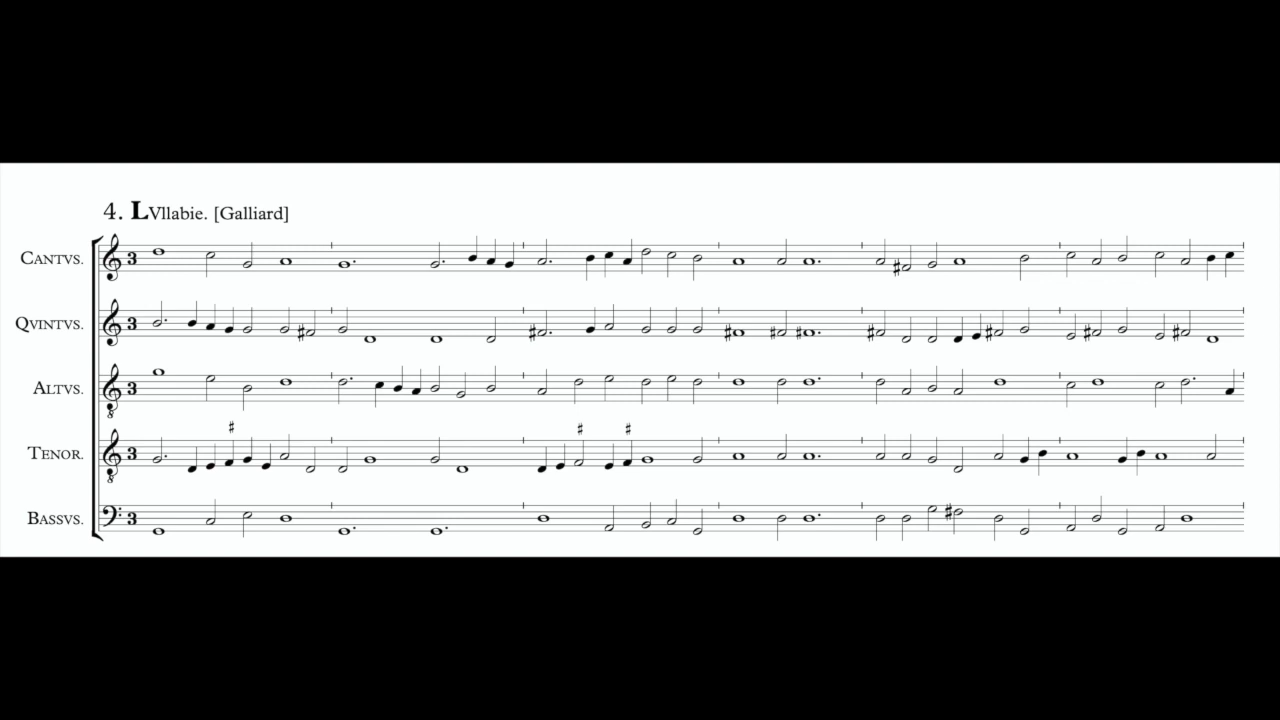 4. LVllabie. [Galliard]
CANTVS.
QVINTVS.
ALTVS.
TENOR.
BASSVS.